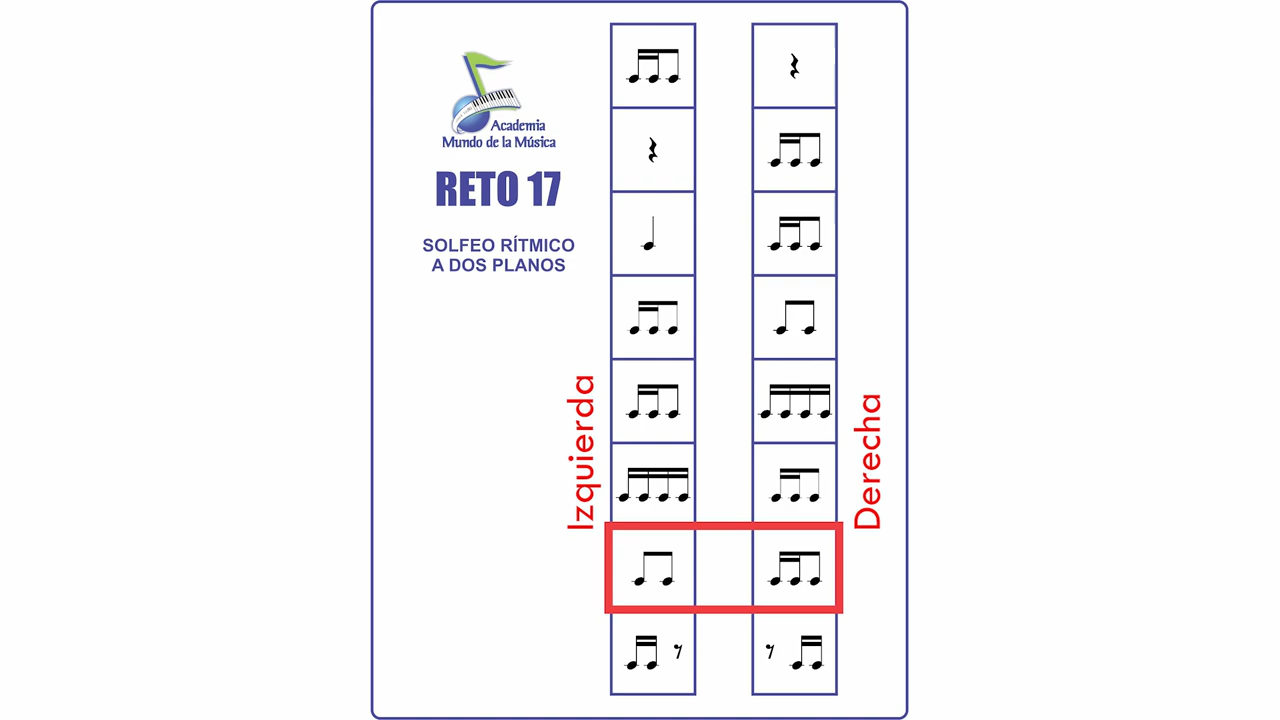 Academia
Mundo de la Música
RETO 17
SOLFEO RÍTMICO
A DOS PLANOS
Izquierda
Derecha